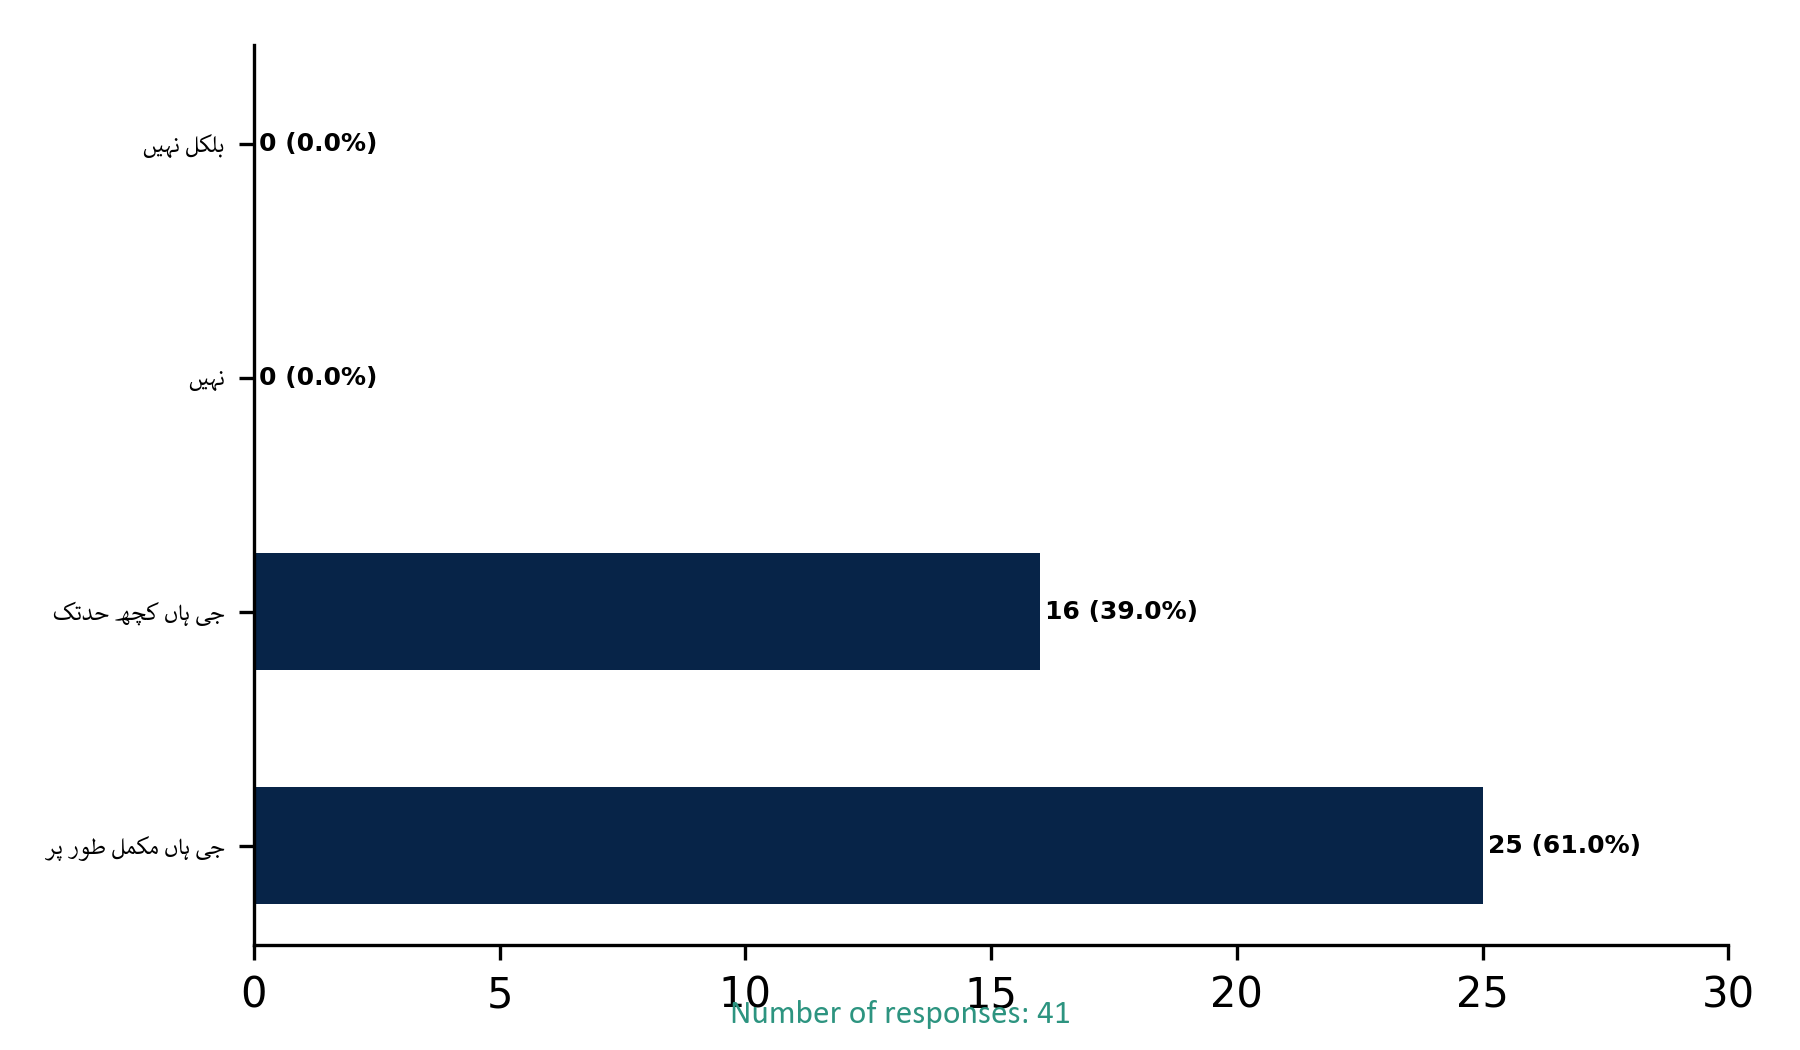 بلکل نہیں
0 (0.0%)
نہیں
0 (0.0%)
جی ہاں کچھ حدتک
16 (39.0%)
جی ہاں مکمل طور پر
25 (61.0%)
0 5 10 15 20 25 30
Number of responses: 41